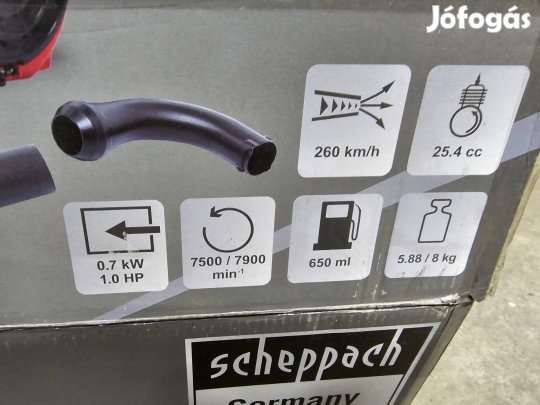 Jófogás
260 km/h
25.4 cc
0.7 kW
1.0 HP
7500 / 7900
min-1
650 ml
5.88 / 8 kg
scheppach
Germany